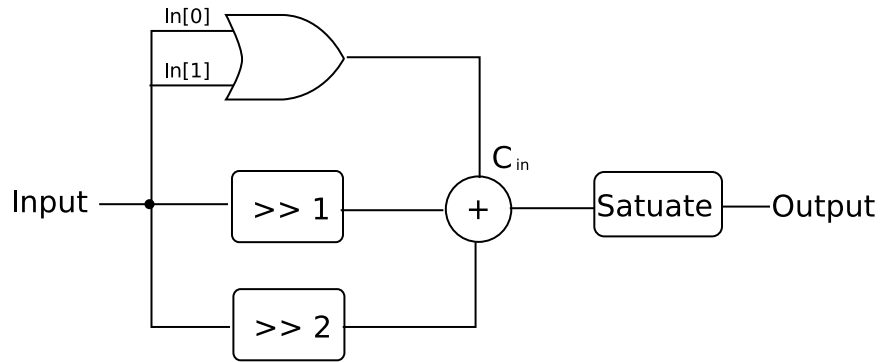 In[0]
In[1]
C in
Input
>> 1
+
Satuate
Output
>> 2